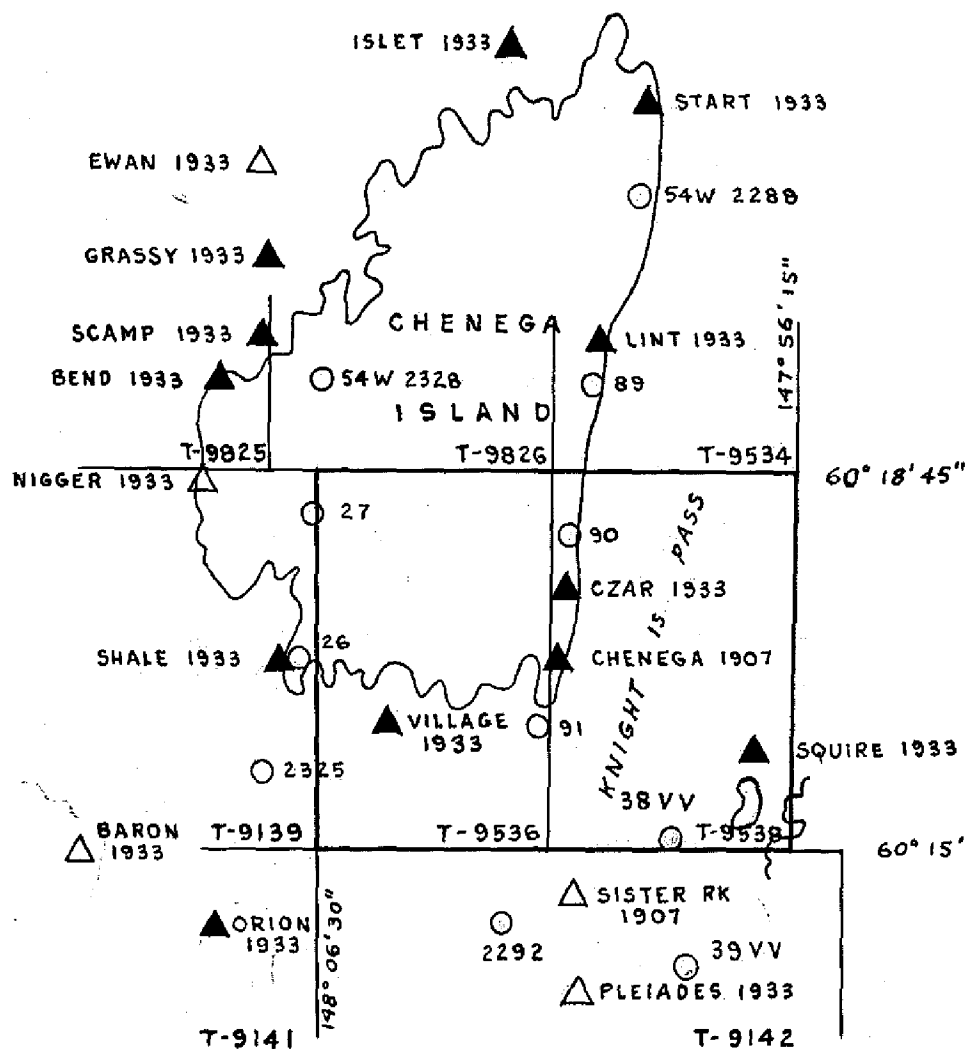 ISLET 1933
START 1933
EWAN 1933
54W 2288
GRASSY 1933
147° 56' 15"
SCAMP 1933
CHENEGA
LINT 1933
BEND 1933
54W 2328
89
ISLAND
T-9825
T-9826
T-9534
NIGGER 1933
60° 18' 45"
27
90
KNIGHT IS PASS
CZAR 1933
SHALE 1933
26
CHENEGA 1907
VILLAGE
1933
91
SQUIRE 1933
2325
38 VV
BARON
1933
T-9139
T-9536
T-9538
60° 15'
SISTER RK
1907
ORION
1933
148° 06' 30"
2292
39 VV
PLEIADES 1933
T-9141
T-9142